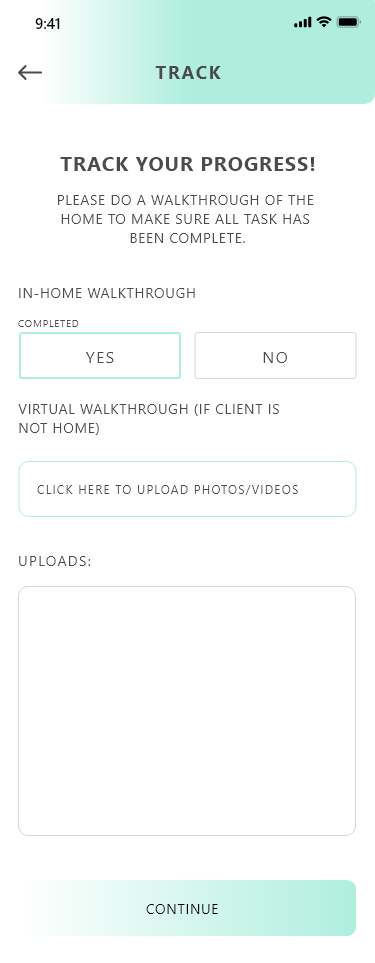 9:41
TRACK
TRACK YOUR PROGRESS!
PLEASE DO A WALKTHROUGH OF THE
HOME TO MAKE SURE ALL TASK HAS
BEEN COMPLETE.
IN-HOME WALKTHROUGH
COMPLETED
YES
NO
VIRTUAL WALKTHROUGH (IF CLIENT IS
NOT HOME)
CLICK HERE TO UPLOAD PHOTOS/VIDEOS
UPLOADS:
CONTINUE